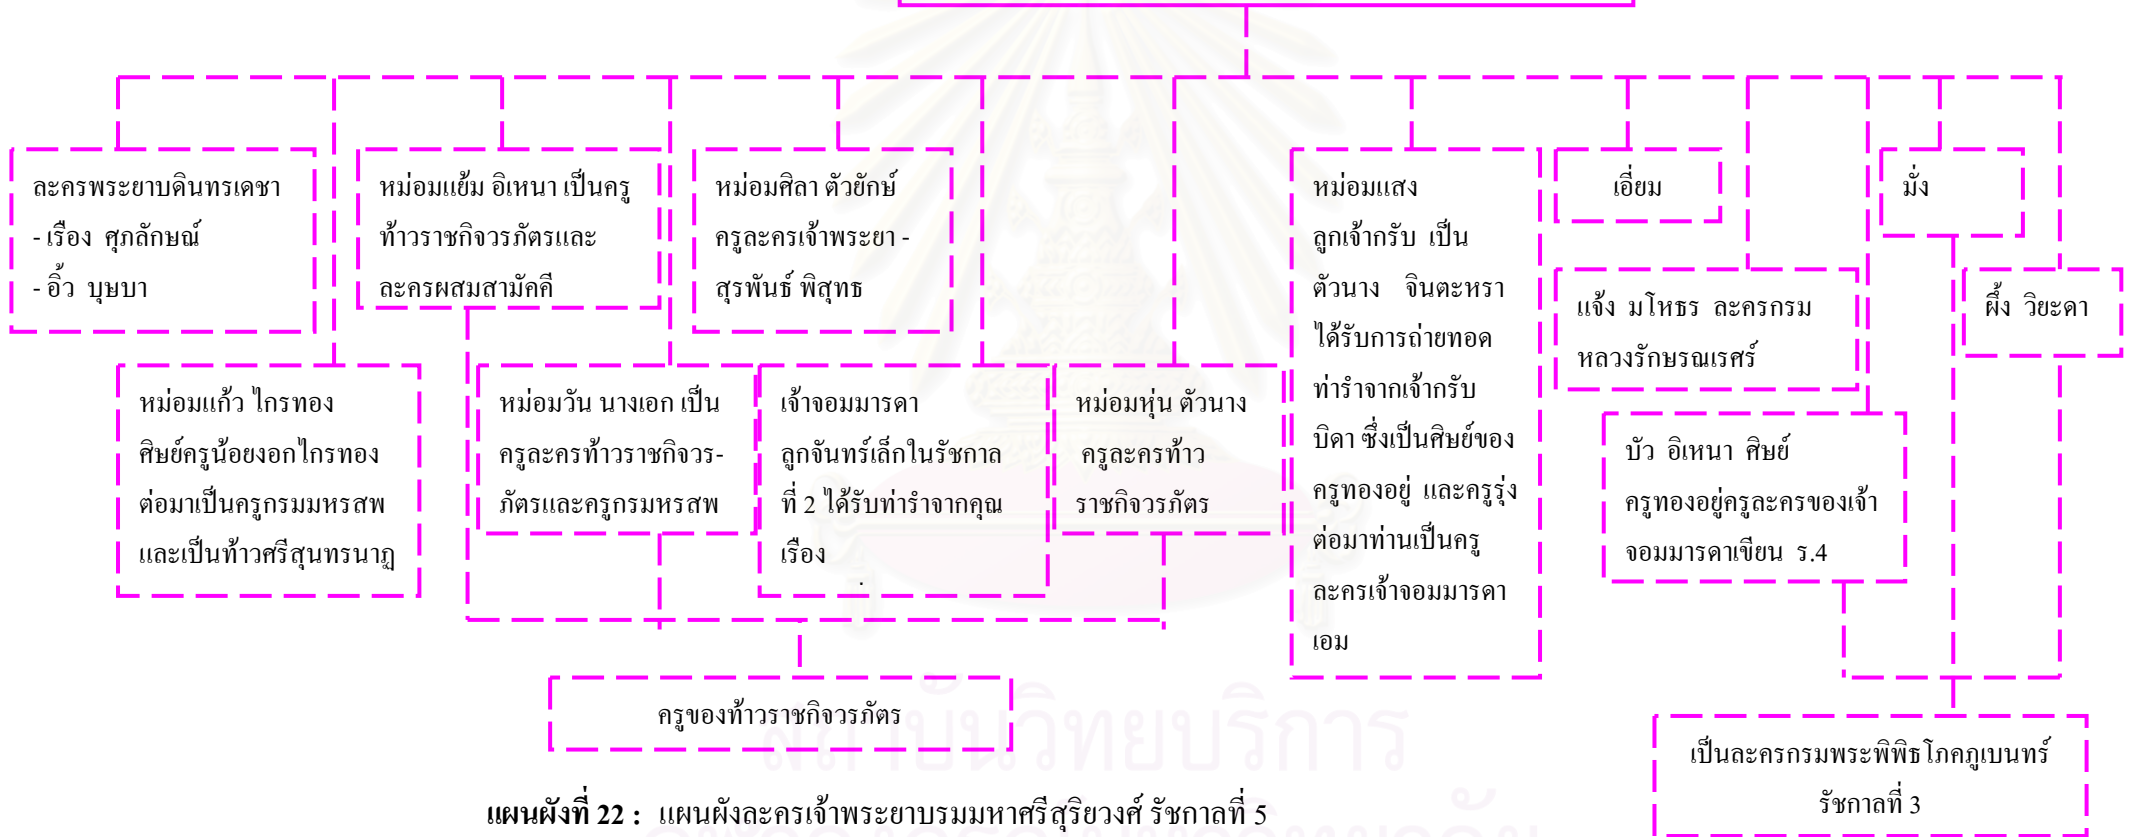 ละครพระยาบดินทรเดชา
- เรือง ศุภลักษณ์
- อิ้ว บุษบา
หม่อมแย้ม อิเหนา เป็นครู
ท้าวราชกิจวรภัตรและ
ละครผสมสามัคคี
หม่อมศิลา ตัวยักษ์
ครูละครเจ้าพระยา -
สุรพันธ์ พิสุทธ
หม่อมแสง
ลูกเจ้ากรับ เป็น
ตัวนาง จินตะหรา
ได้รับการถ่ายทอด
ท่ารำจากเจ้ากรับ
บิดา ซึ่งเป็นศิษย์ของ
ครูทองอยู่ และครูรุ่ง
ต่อมาท่านเป็นครู
ละครเจ้าจอมมารดา
เอม
เอี่ยม
มั่ง
แจ้ง มโหธร ละครกรม
หลวงรักษรณเรศร์
ผึ้ง วิยะดา
หม่อมแก้ว ไกรทอง
ศิษย์ครูน้อยงอกไกรทอง
ต่อมาเป็นครูกรมมหรสพ
และเป็นท้าวศรีสุนทรนาฏ
หม่อมวัน นางเอก เป็น
ครูละครท้าวราชกิจวร-
ภัตรและครูกรมหรสพ
เจ้าจอมมารดา
ลูกจันทร์เล็กในรัชกาล
ที่ 2 ได้รับท่ารำจากคุณ
เรือง
หม่อมหุ่น ตัวนาง
ครูละครท้าว
ราชกิจวรภัตร
บัว อิเหนา ศิษย์
ครูทองอยู่ครูละครของเจ้า
จอมมารดาเขียน ร.4
ครูของท้าวราชกิจวรภัตร
เป็นละครกรมพระพิพิธโภคภูเบนทร์
รัชกาลที่ 3
แผนผังที่ 22 : แผนผังละครเจ้าพระยาบรมมหาศรีสุริยวงศ์ รัชกาลที่ 5
สถาบันวิทยบริการ